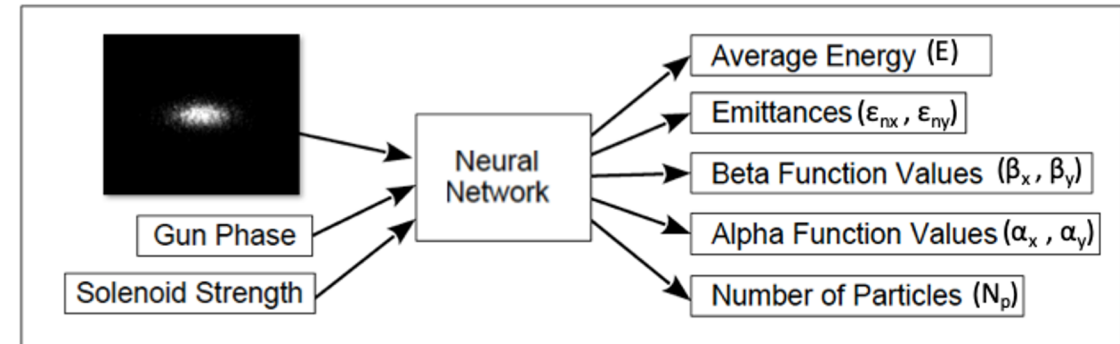 Average Energy (E)
Emittances (εnx , εny)
Neural
Network
Beta Function Values (βx , βy)
Gun Phase
Alpha Function Values (αx , αy)
Solenoid Strength
Number of Particles (Np)